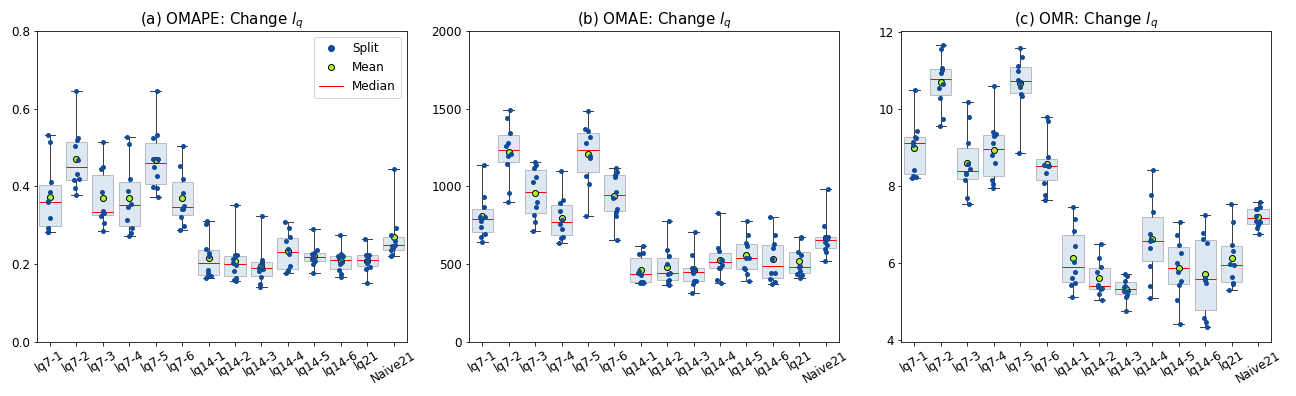 (a) OMAPE: Change l_q
0.8
0.6
0.4
0.2
0.0
Split
Mean
Median
lq7-1 lq7-2 lq7-3 lq7-4 lq7-5 lq7-6 lq14-1 lq14-2 lq14-3 lq14-4 lq14-5 lq14-6 lq21 Naive21
(b) OMAE: Change l_q
2000
1500
1000
500
0
lq7-1 lq7-2 lq7-3 lq7-4 lq7-5 lq7-6 lq14-1 lq14-2 lq14-3 lq14-4 lq14-5 lq14-6 lq21 Naive21
(c) OMR: Change l_q
12
10
8
6
4
lq7-1 lq7-2 lq7-3 lq7-4 lq7-5 lq7-6 lq14-1 lq14-2 lq14-3 lq14-4 lq14-5 lq14-6 lq21 Naive21